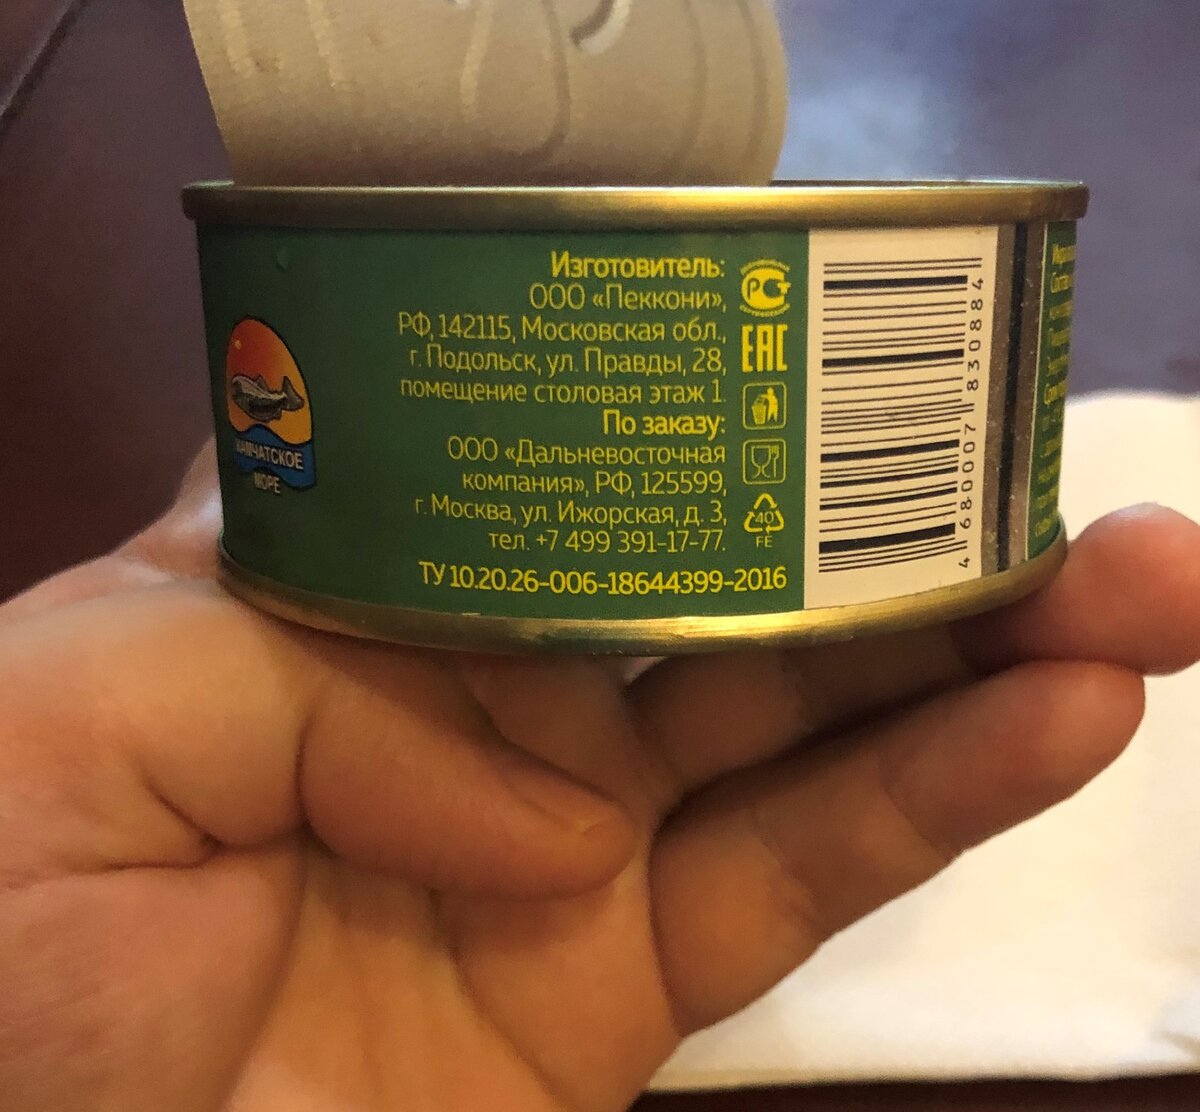 КАМЧАТСКОЕ
МОРЕ
Изготовитель:
ООО «Пеккони»,
РФ, 142115, Московская обл.,
г. Подольск, ул. Правды, 28,
помещение столовая этаж 1.
По заказу:
ООО «Дальневосточная
компания», РФ, 125599,
г. Москва, ул. Ижорская, д. 3,
тел. +7 499 391-17-77.
ТУ 10.20.26-006-18644399-2016
РСТ
ЕАС
40
FE
4 680007 830884